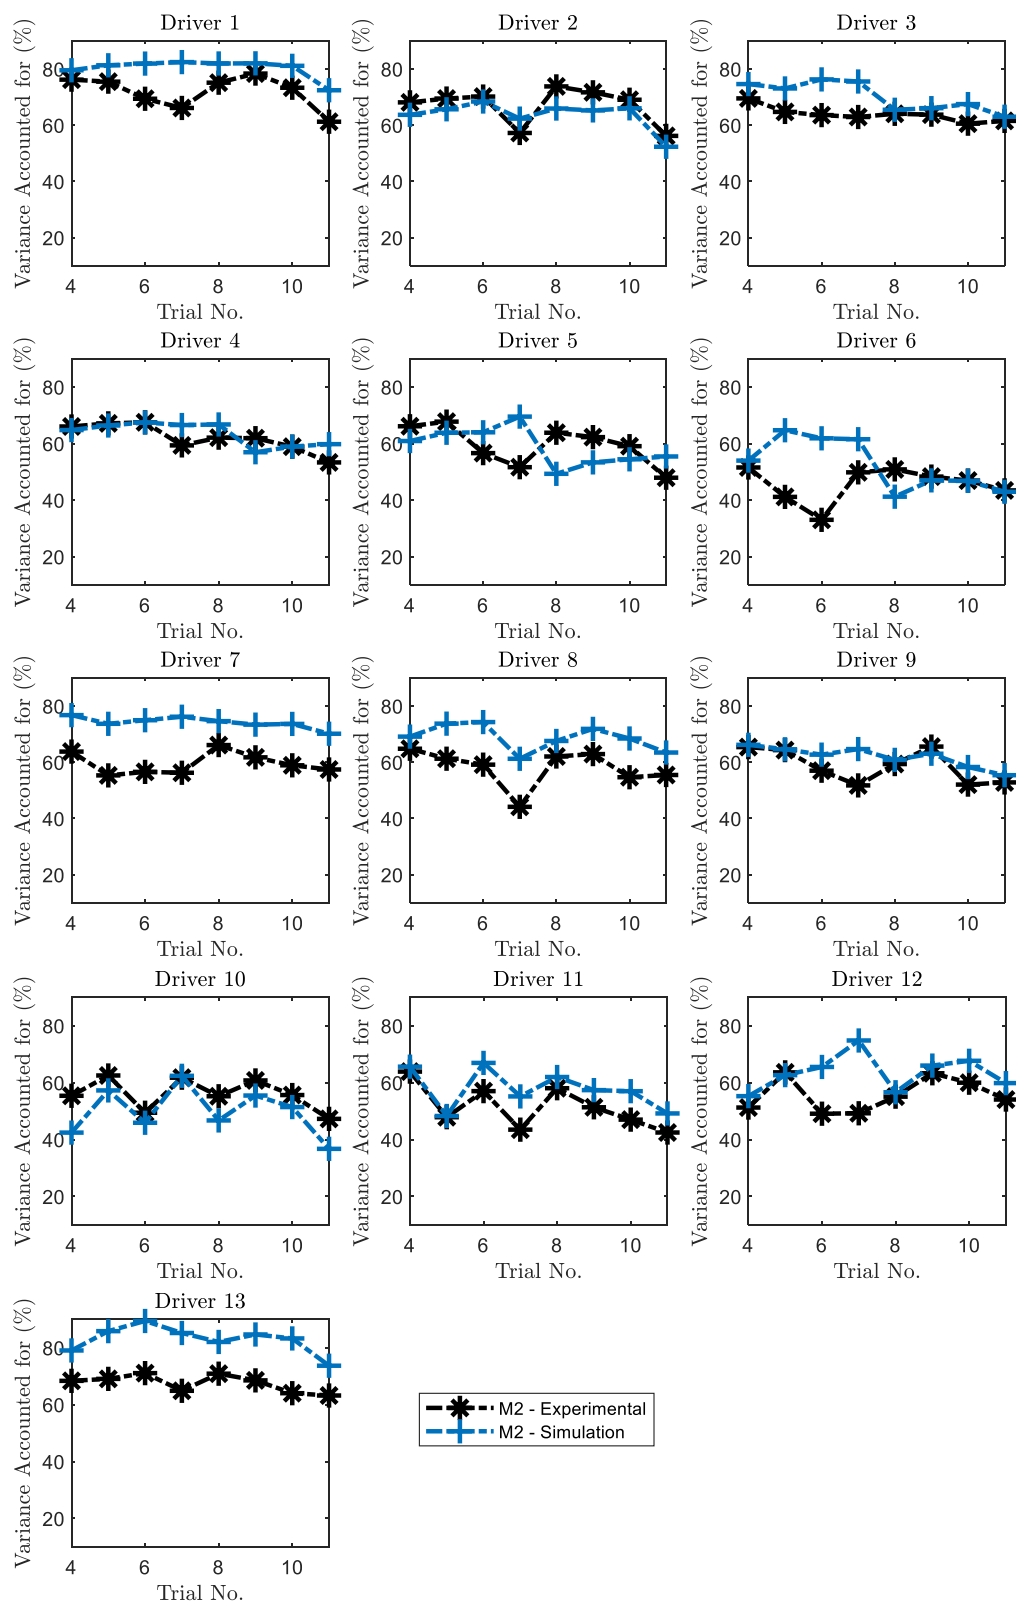 Driver 1
Variance Accounted for (%)
80
60
40
20
4 6 8 10
Trial No.
Driver 2
Variance Accounted for (%)
80
60
40
20
4 6 8 10
Trial No.
Driver 3
Variance Accounted for (%)
80
60
40
20
4 6 8 10
Trial No.
Driver 4
Variance Accounted for (%)
80
60
40
20
4 6 8 10
Trial No.
Driver 5
Variance Accounted for (%)
80
60
40
20
4 6 8 10
Trial No.
Driver 6
Variance Accounted for (%)
80
60
40
20
4 6 8 10
Trial No.
Driver 7
Variance Accounted for (%)
80
60
40
20
4 6 8 10
Trial No.
Driver 8
Variance Accounted for (%)
80
60
40
20
4 6 8 10
Trial No.
Driver 9
Variance Accounted for (%)
80
60
40
20
4 6 8 10
Trial No.
Driver 10
Variance Accounted for (%)
80
60
40
20
4 6 8 10
Trial No.
Driver 11
Variance Accounted for (%)
80
60
40
20
4 6 8 10
Trial No.
Driver 12
Variance Accounted for (%)
80
60
40
20
4 6 8 10
Trial No.
Driver 13
Variance Accounted for (%)
80
60
40
20
4 6 8 10
Trial No.
M2 - Experimental
M2 - Simulation